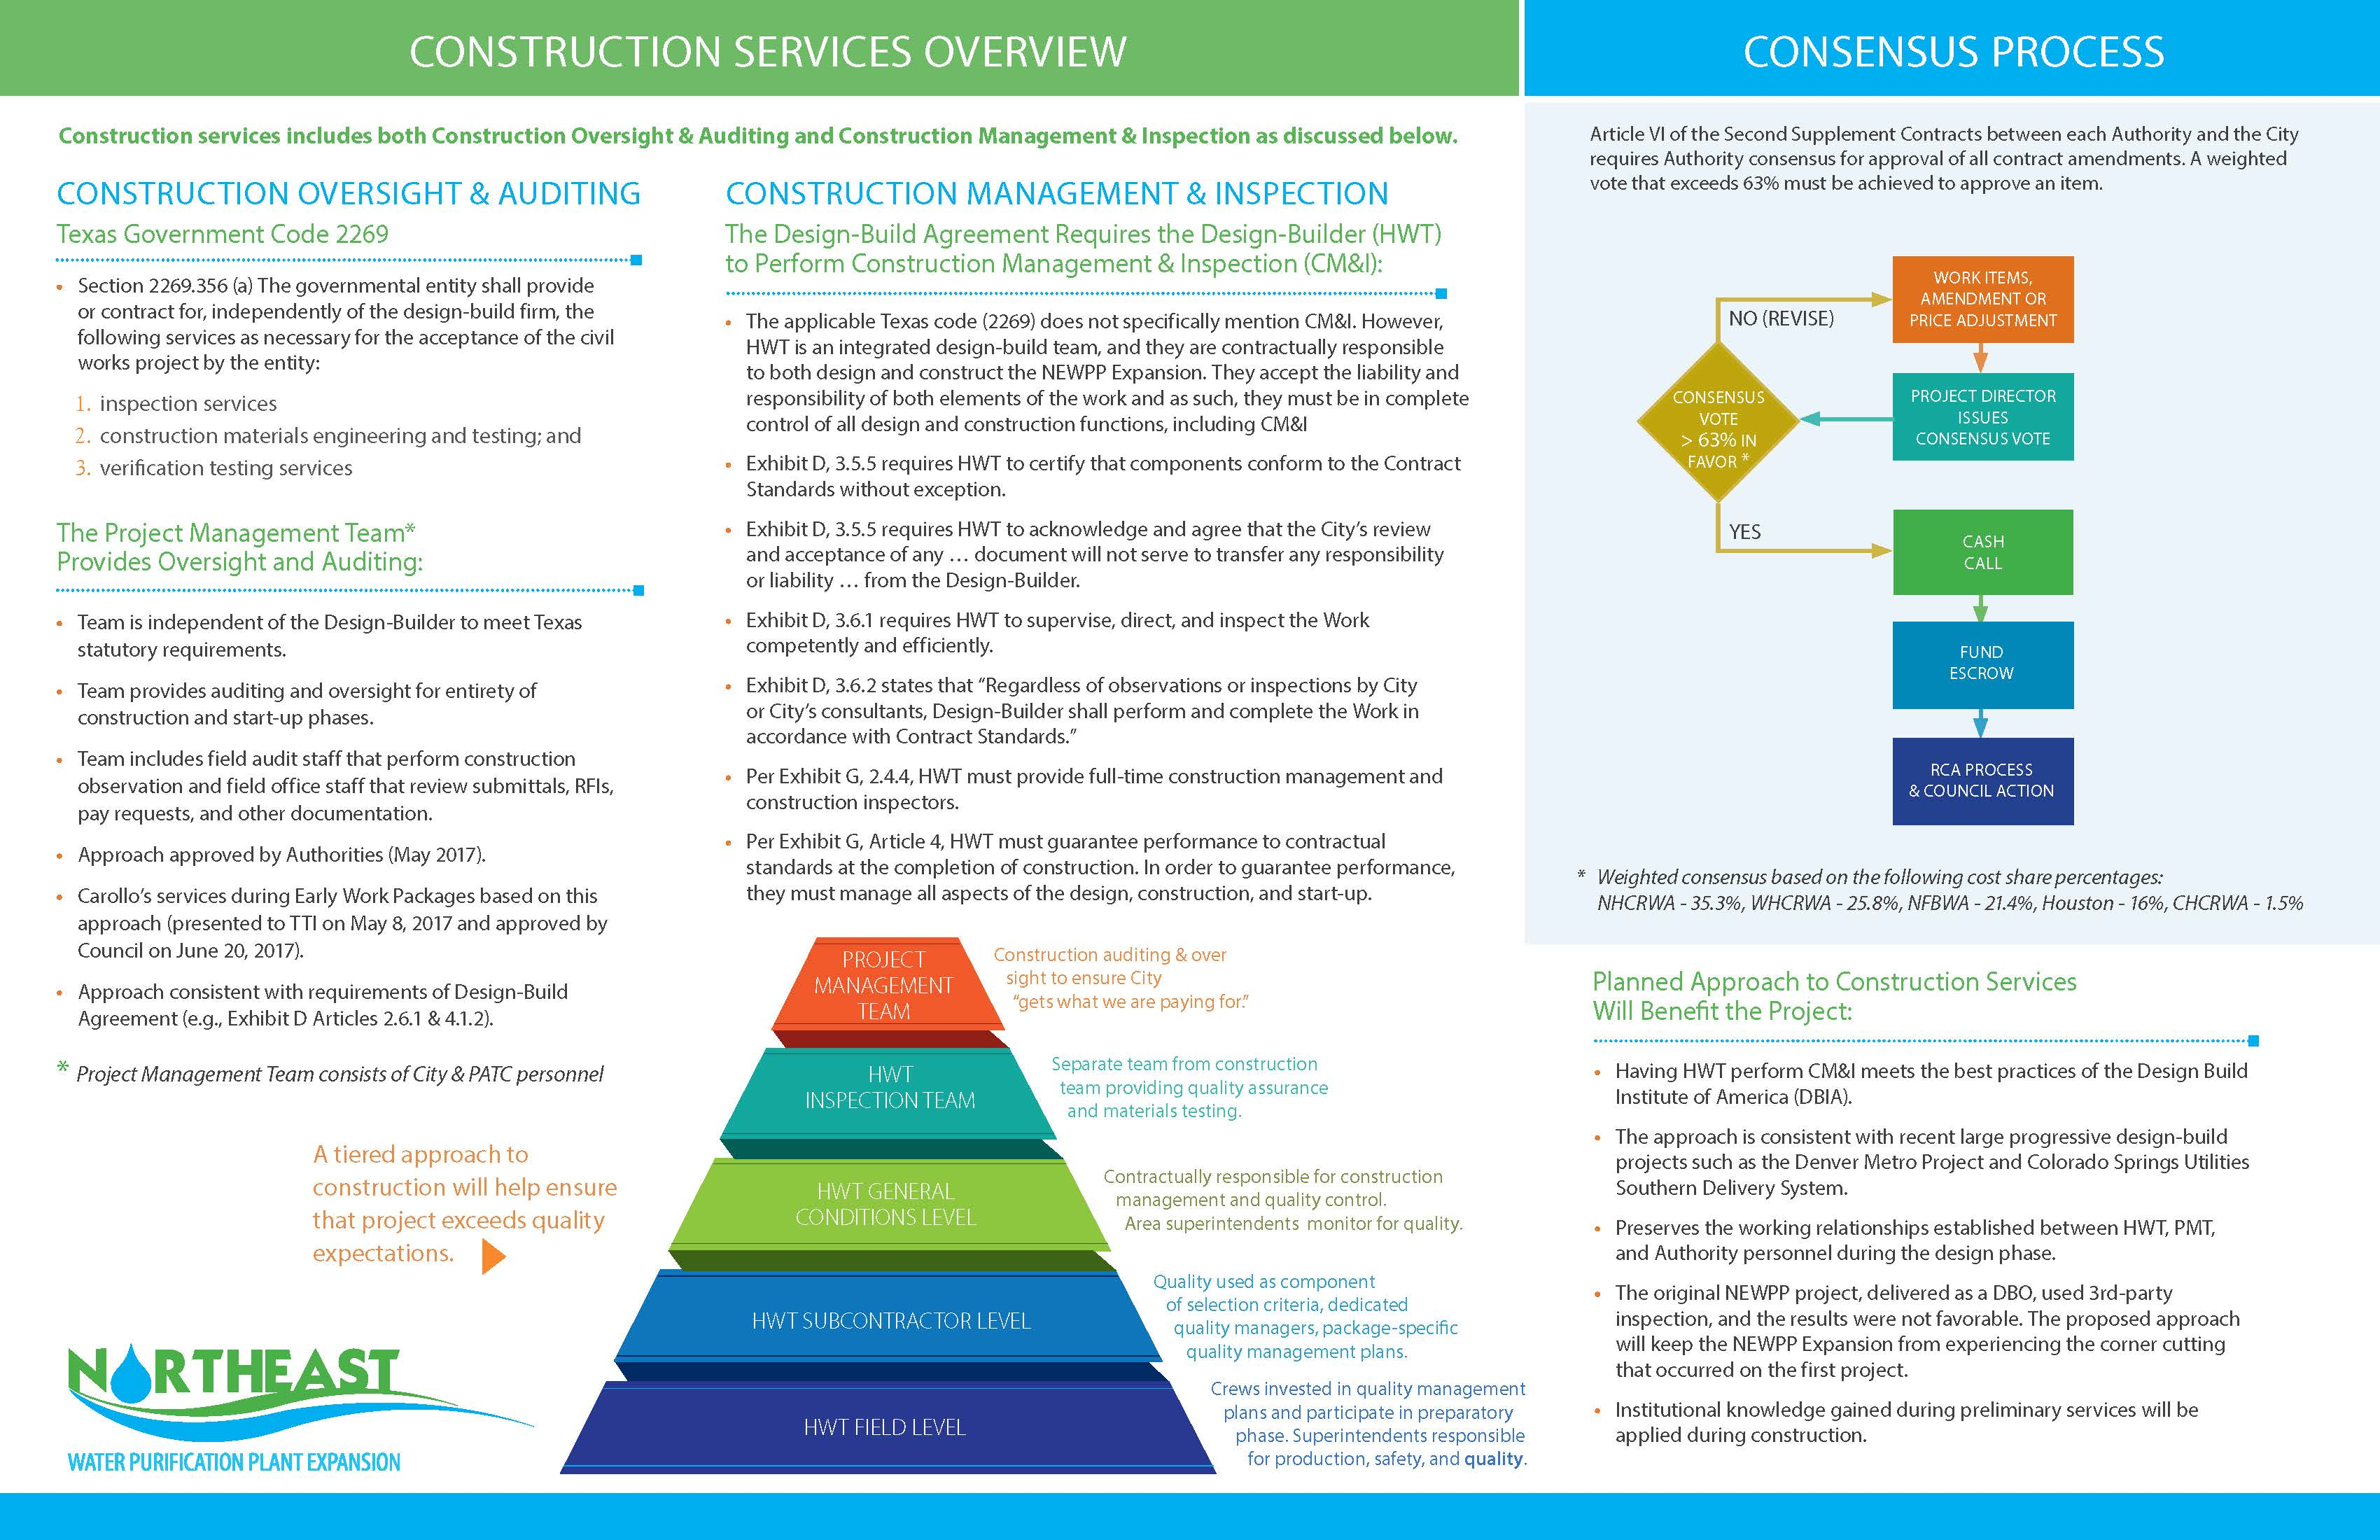 CONSTRUCTION SERVICES OVERVIEW
Construction services includes both Construction Oversight & Auditing and Construction Management & Inspection as discussed below.
CONSTRUCTION OVERSIGHT & AUDITING
Texas Government Code 2269
• Section 2269.356 (a) The governmental entity shall provide
or contract for, independently of the design-build firm, the
following services as necessary for the acceptance of the civil
works project by the entity:
1. inspection services
2. construction materials engineering and testing; and
3. verification testing services
The Project Management Team*
Provides Oversight and Auditing:
• Team is independent of the Design-Builder to meet Texas
statutory requirements.
• Team provides auditing and oversight for entirety of
construction and start-up phases.
• Team includes field audit staff that perform construction
observation and field office staff that review submittals, RFIs,
pay requests, and other documentation.
• Approach approved by Authorities (May 2017).
• Carollo's services during Early Work Packages based on this
approach (presented to TTI on May 8, 2017 and approved by
Council on June 20, 2017).
• Approach consistent with requirements of Design-Build
Agreement (e.g., Exhibit D Articles 2.6.1 & 4.1.2).
* Project Management Team consists of City & PATC personnel
A tiered approach to
construction will help ensure
that project exceeds quality
expectations.
NORTHEAST
WATER PURIFICATION PLANT EXPANSION
CONSTRUCTION MANAGEMENT & INSPECTION
The Design-Build Agreement Requires the Design-Builder (HWT)
to Perform Construction Management & Inspection (CM&I):
• The applicable Texas code (2269) does not specifically mention CM&I. However,
HWT is an integrated design-build team, and they are contractually responsible
to both design and construct the NEWPP Expansion. They accept the liability and
responsibility of both elements of the work and as such, they must be in complete
control of all design and construction functions, including CM&I
• Exhibit D, 3.5.5 requires HWT to certify that components conform to the Contract
Standards without exception.
• Exhibit D, 3.5.5 requires HWT to acknowledge and agree that the City's review
and acceptance of any … document will not serve to transfer any responsibility
or liability … from the Design-Builder.
• Exhibit D, 3.6.1 requires HWT to supervise, direct, and inspect the Work
competently and efficiently.
• Exhibit D, 3.6.2 states that "Regardless of observations or inspections by City
or City's consultants, Design-Builder shall perform and complete the Work in
accordance with Contract Standards."
• Per Exhibit G, 2.4.4, HWT must provide full-time construction management and
construction inspectors.
• Per Exhibit G, Article 4, HWT must guarantee performance to contractual
standards at the completion of construction. In order to guarantee performance,
they must manage all aspects of the design, construction, and start-up.
PROJECT
MANAGEMENT
TEAM
Construction auditing & over
sight to ensure City
"gets what we are paying for."
HWT
INSPECTION TEAM
Separate team from construction
team providing quality assurance
and materials testing.
HWT GENERAL
CONDITIONS LEVEL
Contractually responsible for construction
management and quality control.
Area superintendents monitor for quality.
HWT SUBCONTRACTOR LEVEL
Quality used as component
of selection criteria, dedicated
quality managers, package-specific
quality management plans.
HWT FIELD LEVEL
Crews invested in quality management
plans and participate in preparatory
phase. Superintendents responsible
for production, safety, and quality.
CONSENSUS PROCESS
Article VI of the Second Supplement Contracts between each Authority and the City
requires Authority consensus for approval of all contract amendments. A weighted
vote that exceeds 63% must be achieved to approve an item.
WORK ITEMS,
AMENDMENT OR
PRICE ADJUSTMENT
NO (REVISE)
PROJECT DIRECTOR
ISSUES
CONSENSUS VOTE
CONSENSUS
VOTE
> 63% IN
FAVOR *
YES
CASH
CALL
FUND
ESCROW
RCA PROCESS
& COUNCIL ACTION
* Weighted consensus based on the following cost share percentages:
NHCRWA - 35.3%, WHCRWA - 25.8%, NFBWA - 21.4%, Houston - 16%, CHCRWA - 1.5%
Planned Approach to Construction Services
Will Benefit the Project:
• Having HWT perform CM&I meets the best practices of the Design Build
Institute of America (DBIA).
• The approach is consistent with recent large progressive design-build
projects such as the Denver Metro Project and Colorado Springs Utilities
Southern Delivery System.
• Preserves the working relationships established between HWT, PMT,
and Authority personnel during the design phase.
• The original NEWPP project, delivered as a DBO, used 3rd-party
inspection, and the results were not favorable. The proposed approach
will keep the NEWPP Expansion from experiencing the corner cutting
that occurred on the first project.
• Institutional knowledge gained during preliminary services will be
applied during construction.